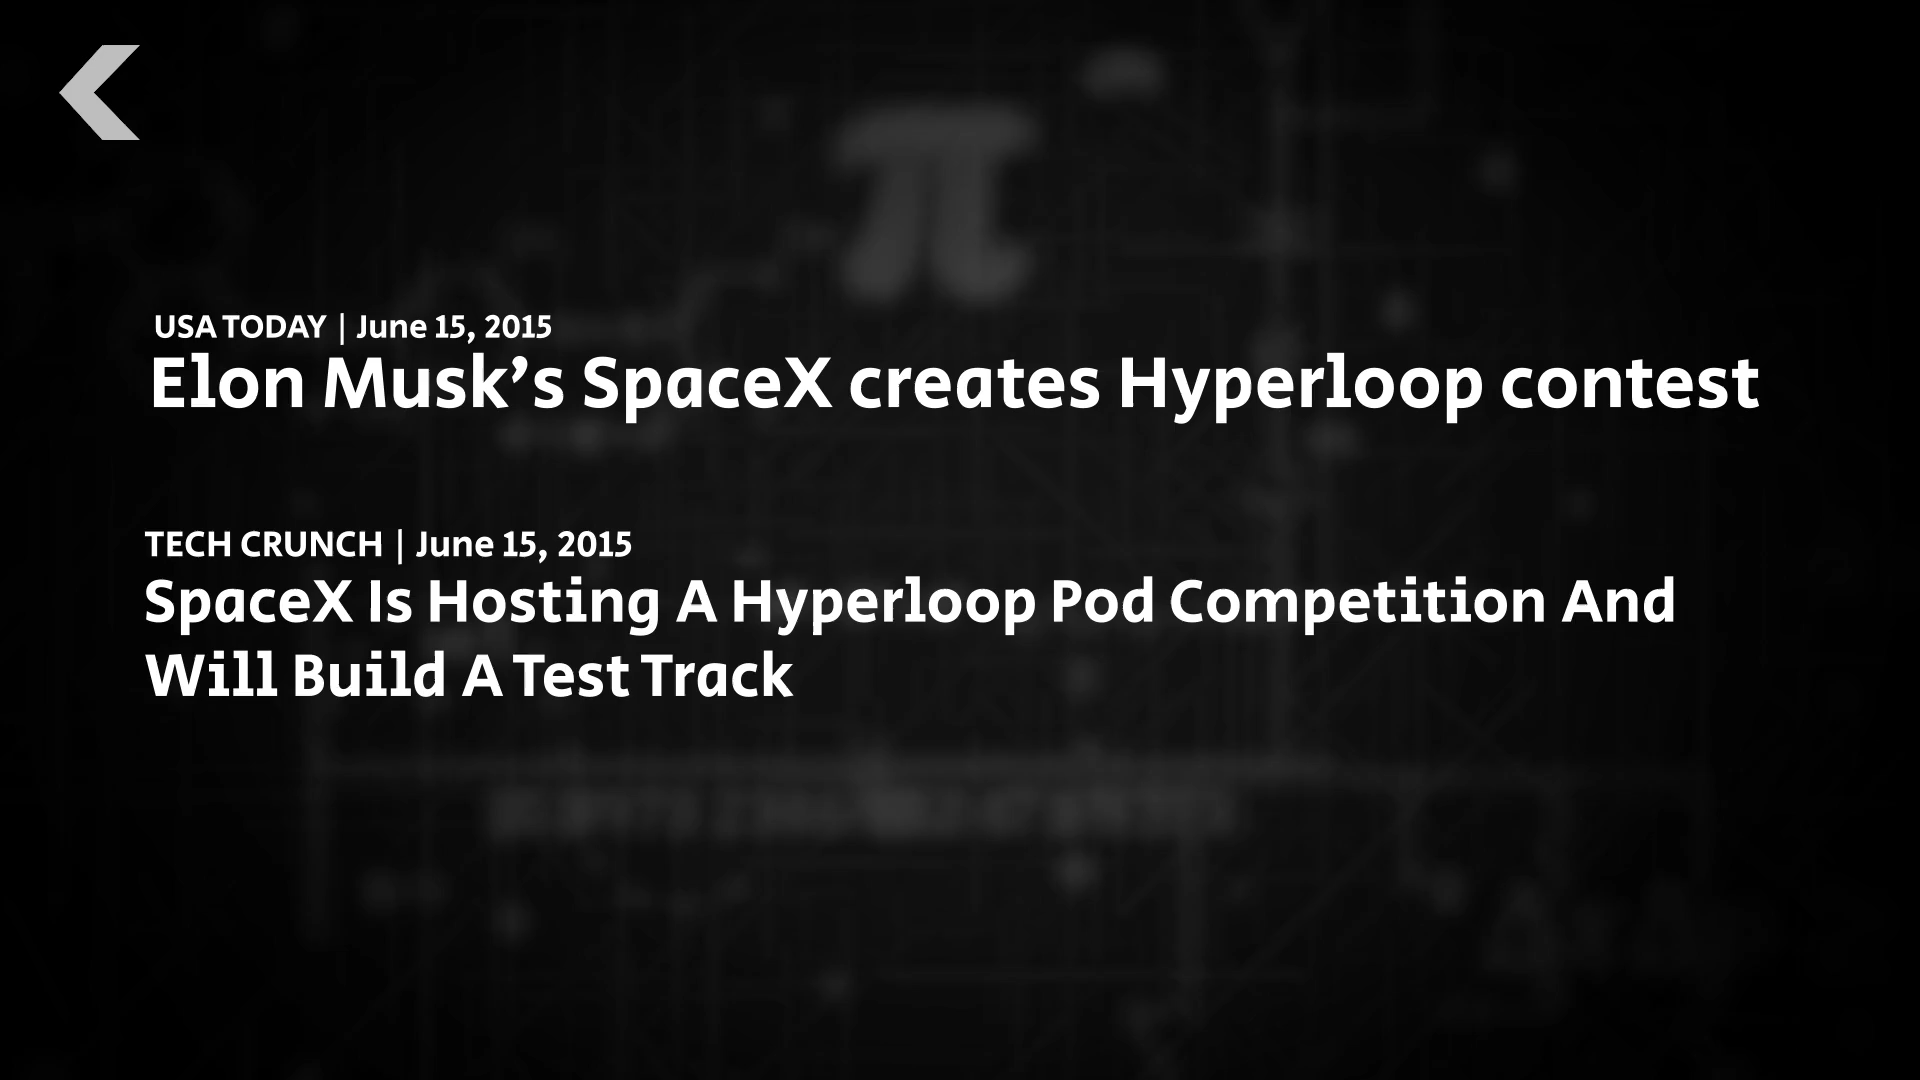 π
USA TODAY | June 15, 2015
Elon Musk’s SpaceX creates Hyperloop contest
TECH CRUNCH | June 15, 2015
SpaceX Is Hosting A Hyperloop Pod Competition And
Will Build A Test Track